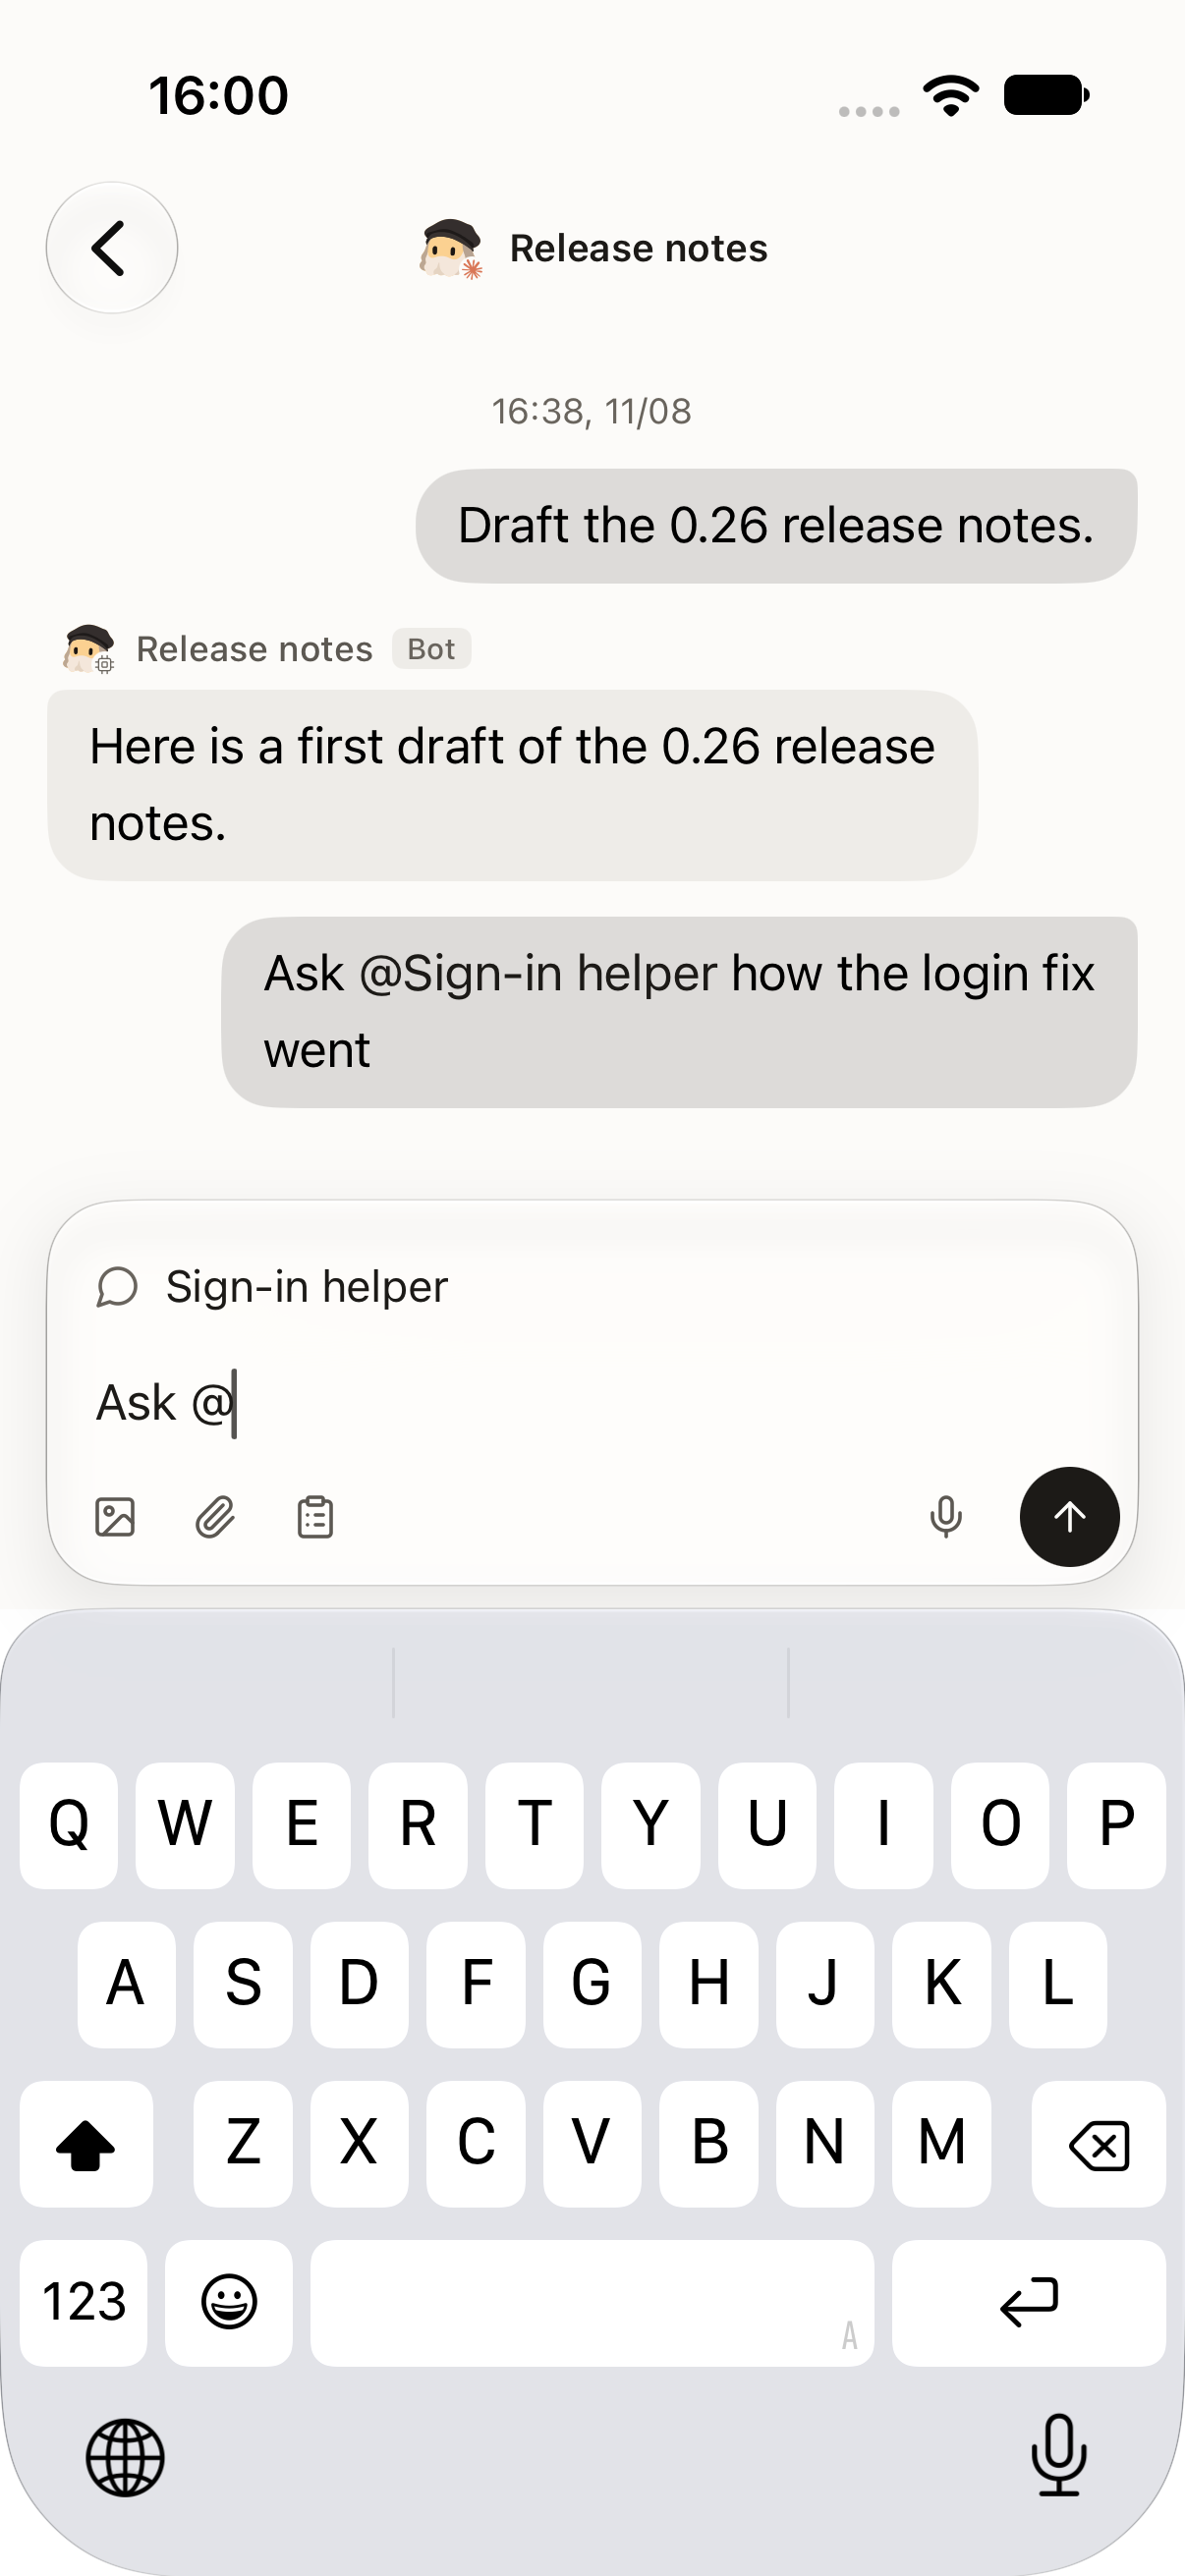 16:00
Release notes
16:38, 11/08
Draft the 0.26 release notes.
Release notes Bot
Here is a first draft of the 0.26 release
notes.
Ask @Sign-in helper how the login fix
went
Sign-in helper
Ask @
Q W E R T Y U I O P
A S D F G H J K L
Z X C V B N M
123
A